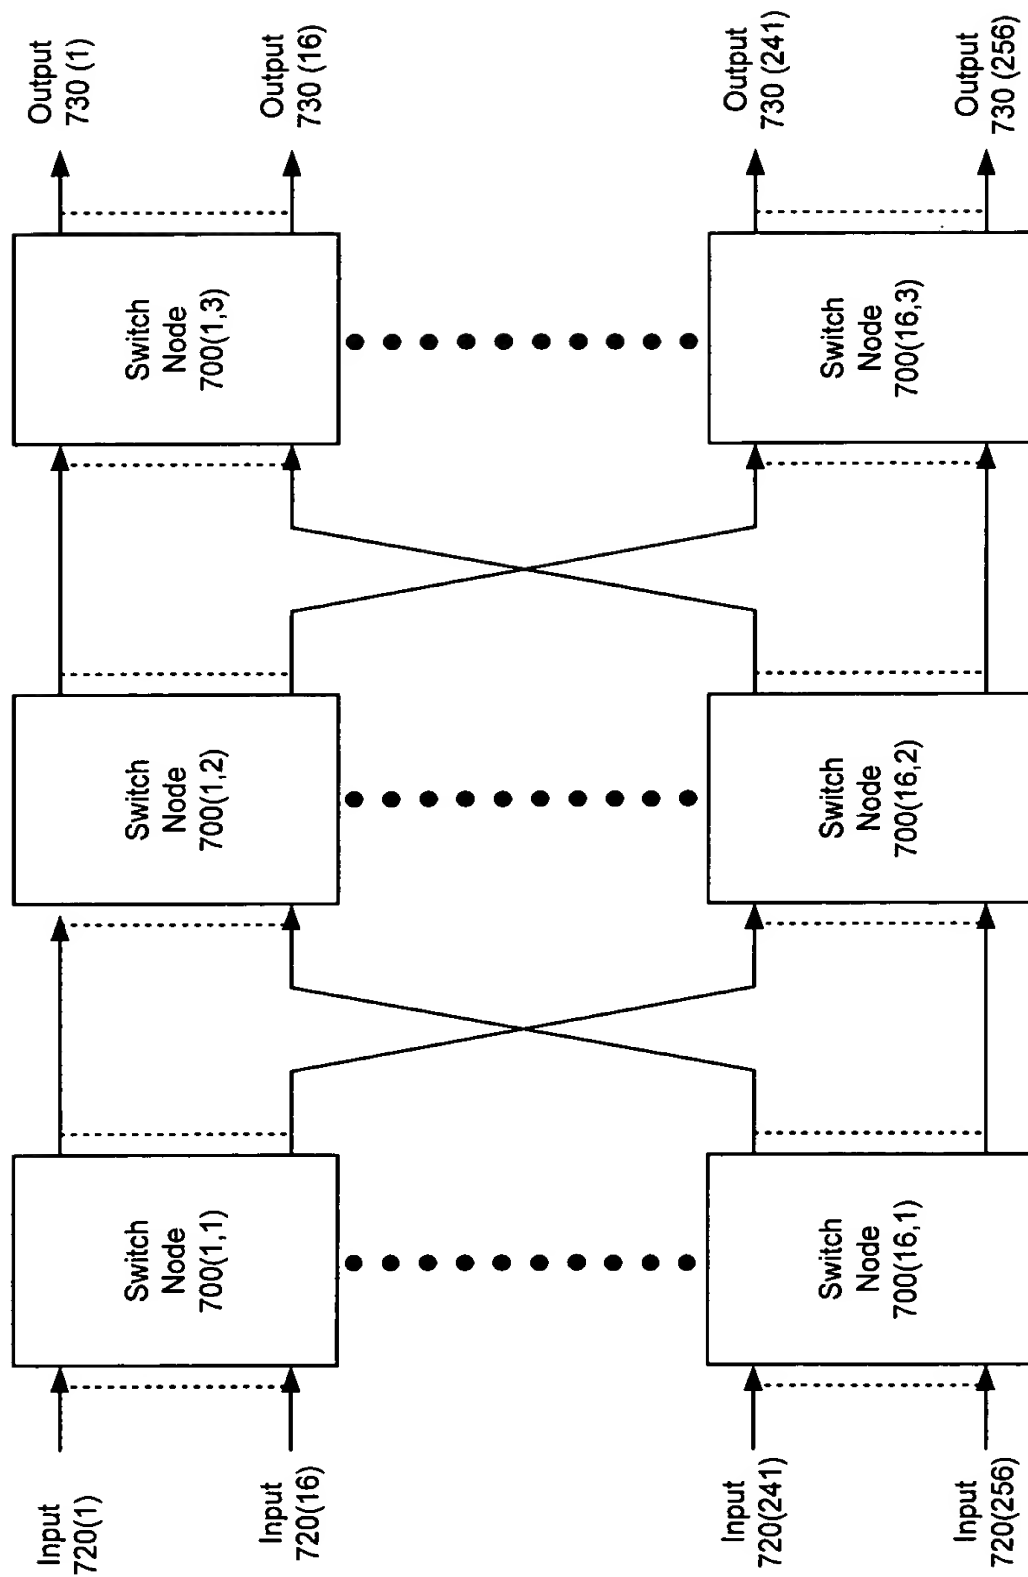 Input
720(1)
Input
720(16)
Input
720(241)
Input
720(256)
Switch
Node
700(1,1)
Switch
Node
700(16,1)
Switch
Node
700(1,2)
Switch
Node
700(16,2)
Switch
Node
700(1,3)
Switch
Node
700(16,3)
Output
730 (1)
Output
730 (16)
Output
730 (241)
Output
730 (256)